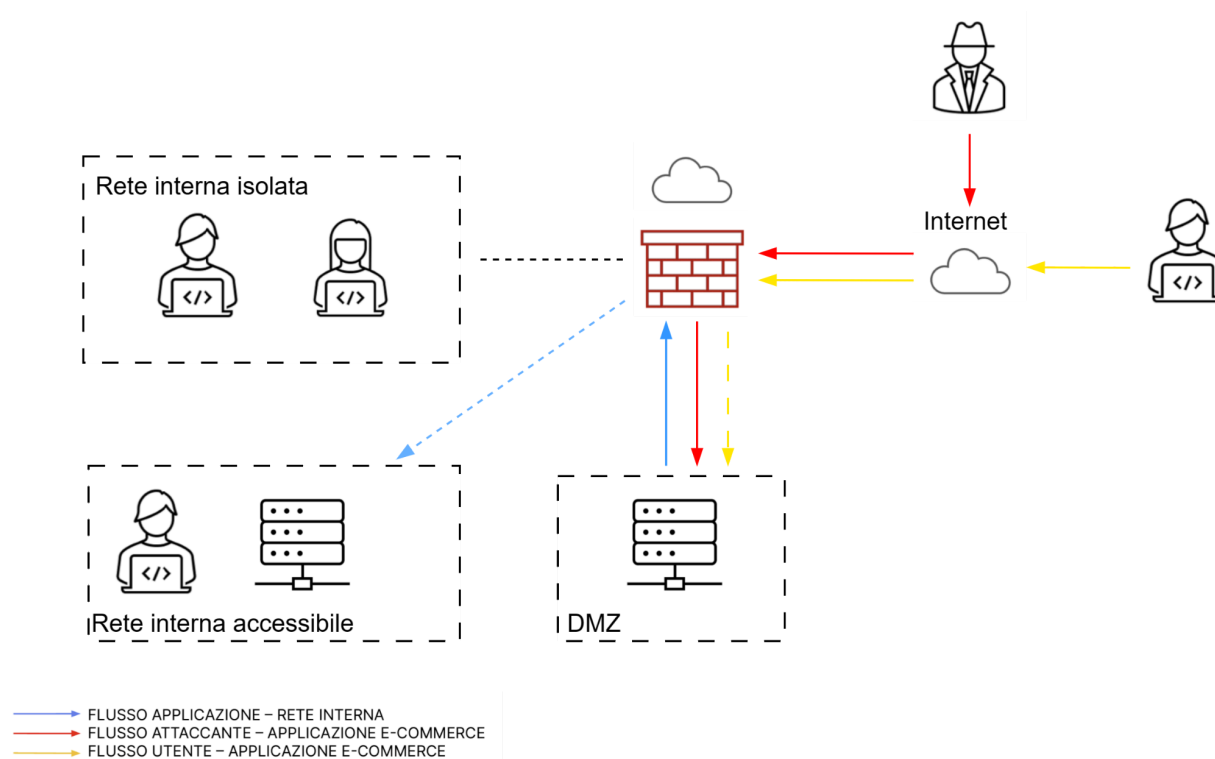 Internet
Rete interna isolata
</>
</>
</>
</>
Rete interna accessibile
DMZ
FLUSSO APPLICAZIONE – RETE INTERNA
FLUSSO ATTACCANTE – APPLICAZIONE E-COMMERCE
FLUSSO UTENTE – APPLICAZIONE E-COMMERCE